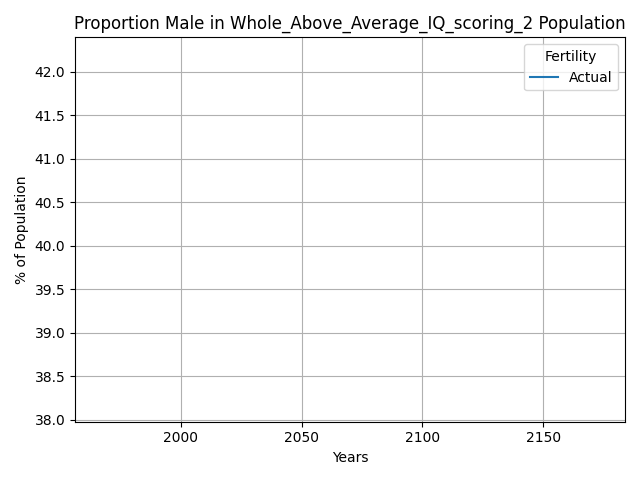 Proportion Male in Whole_Above_Average_IQ_scoring_2 Population
Fertility
Actual
% of Population
42.0
41.5
41.0
40.5
40.0
39.5
39.0
38.5
38.0
2000 2050 2100 2150
Years